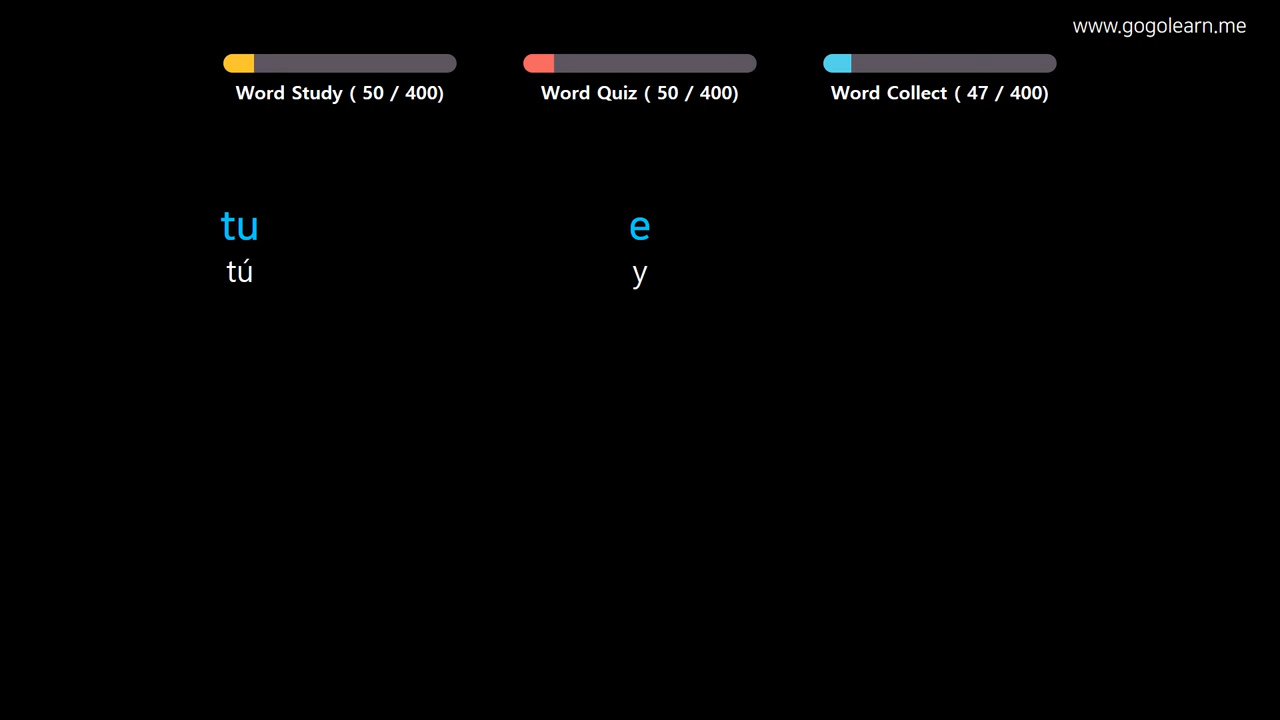 www.gogolearn.me
Word Study ( 50 / 400)
Word Quiz ( 50 / 400)
Word Collect ( 47 / 400)
tu
tú
e
y